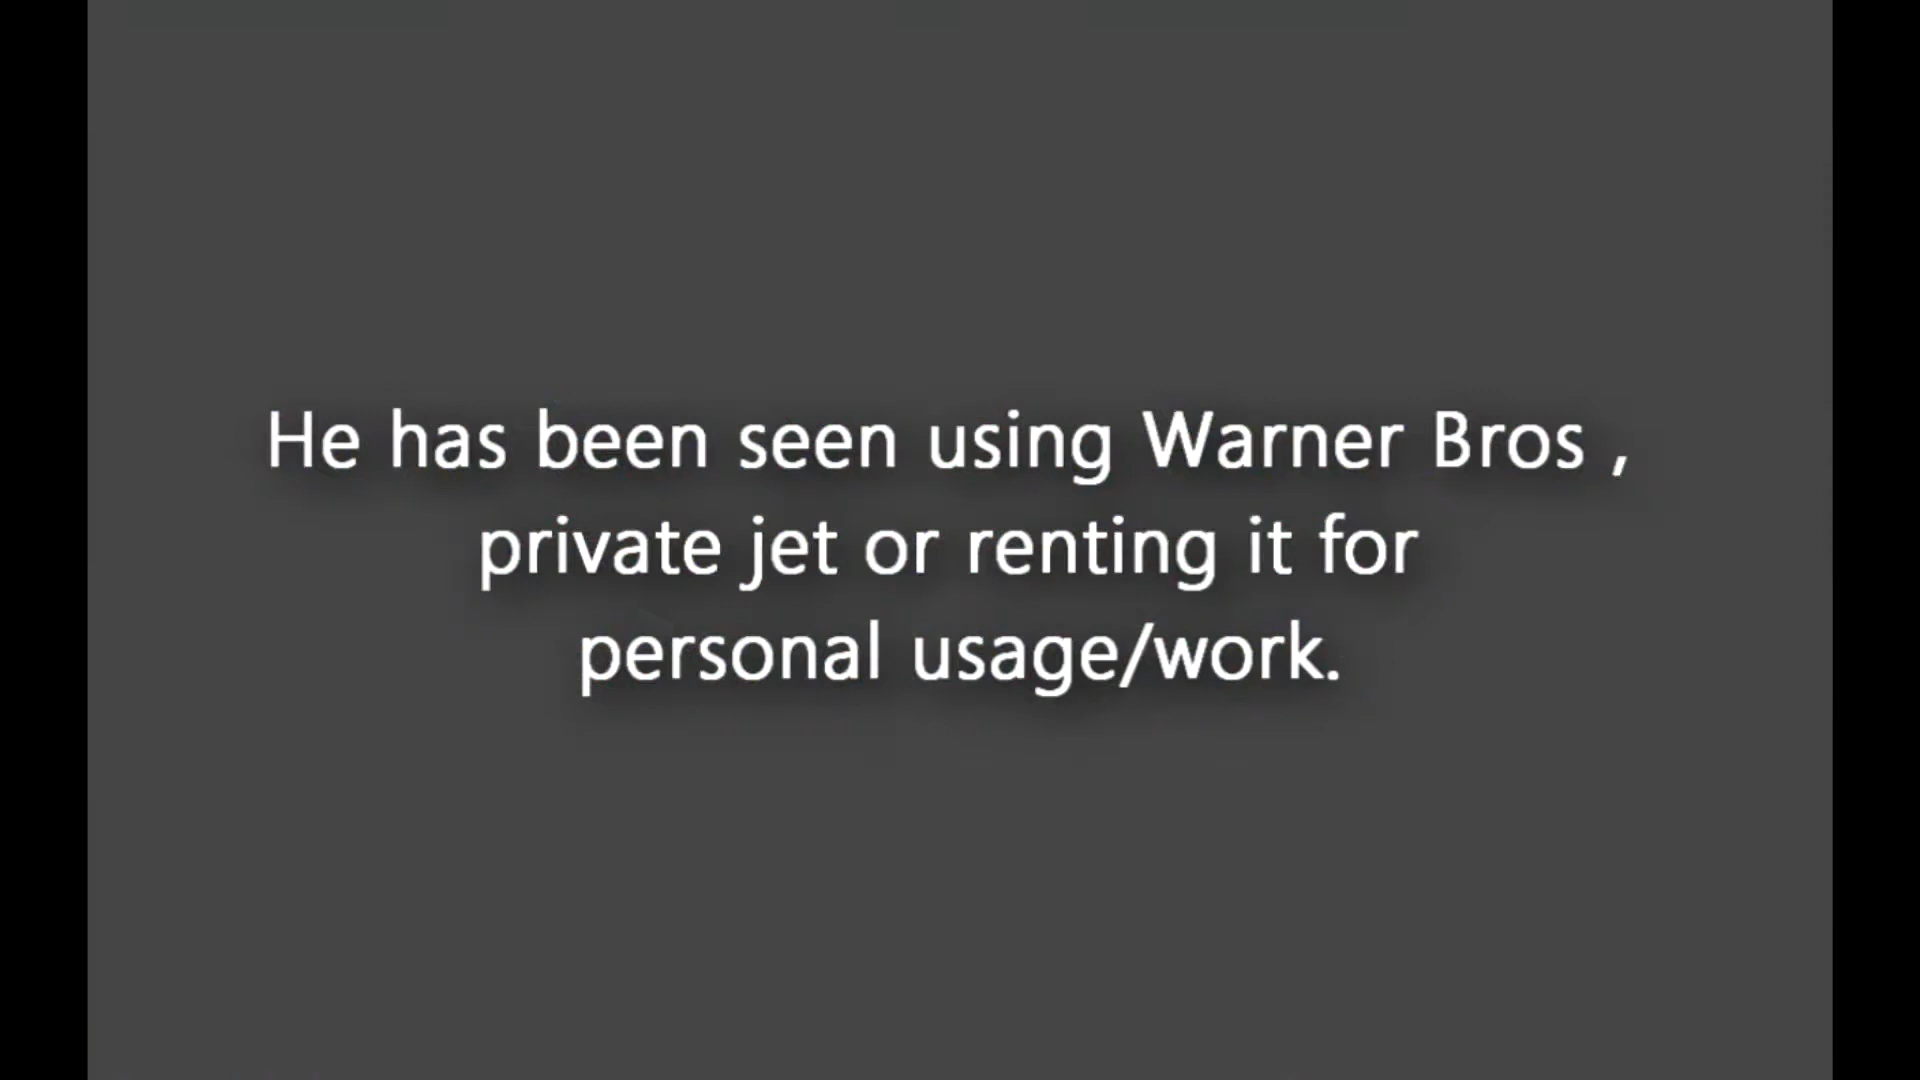 He has been seen using Warner Bros ,
private jet or renting it for
personal usage/work.